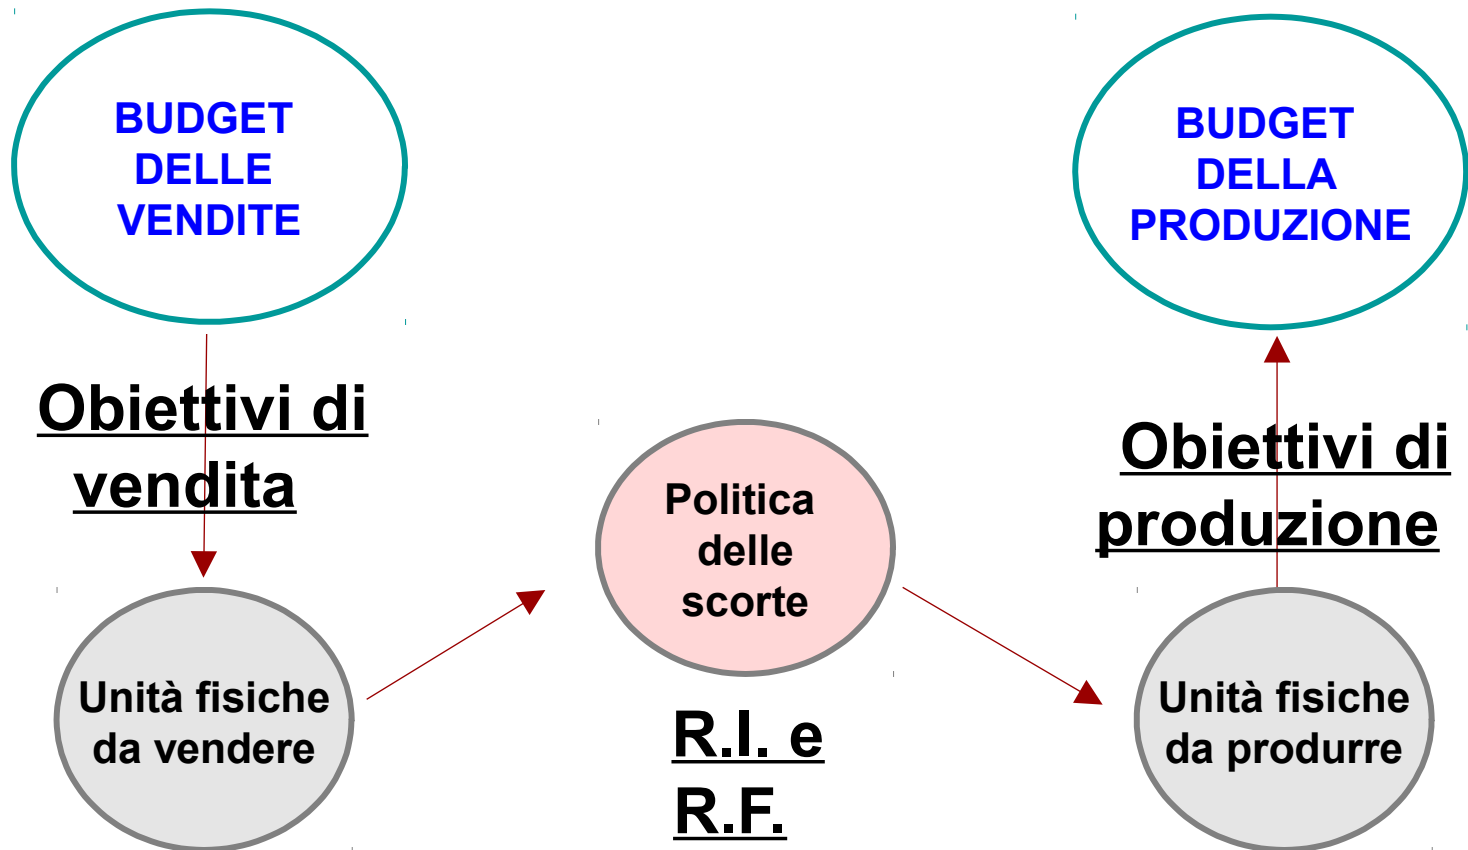 BUDGET
DELLE
VENDITE
Obiettivi di
vendita
Unità fisiche
da vendere
Politica
delle
scorte
R.I. e
R.F.
BUDGET
DELLA
PRODUZIONE
Obiettivi di
produzione
Unità fisiche
da produrre